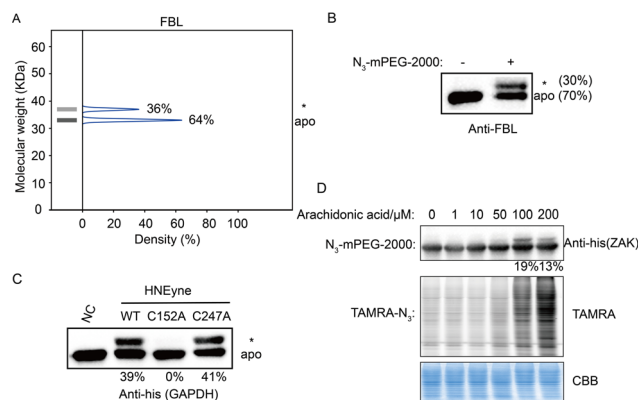 A
FBL
Molecular weight (KDa)
60
50
40
30
20
10
0
36%
64%
*
apo
0 20 40 60 80 100
Density (%)
B
N3-mPEG-2000: - +
* (30%)
apo (70%)
Anti-FBL
C
HNEyne
NC WT C152A C247A
*
apo
39% 0% 41%
Anti-his (GAPDH)
D
Arachidonic acid/μM: 0 1 10 50 100 200
N3-mPEG-2000: Anti-his(ZAK)
19% 13%
TAMRA-N3: TAMRA
CBB